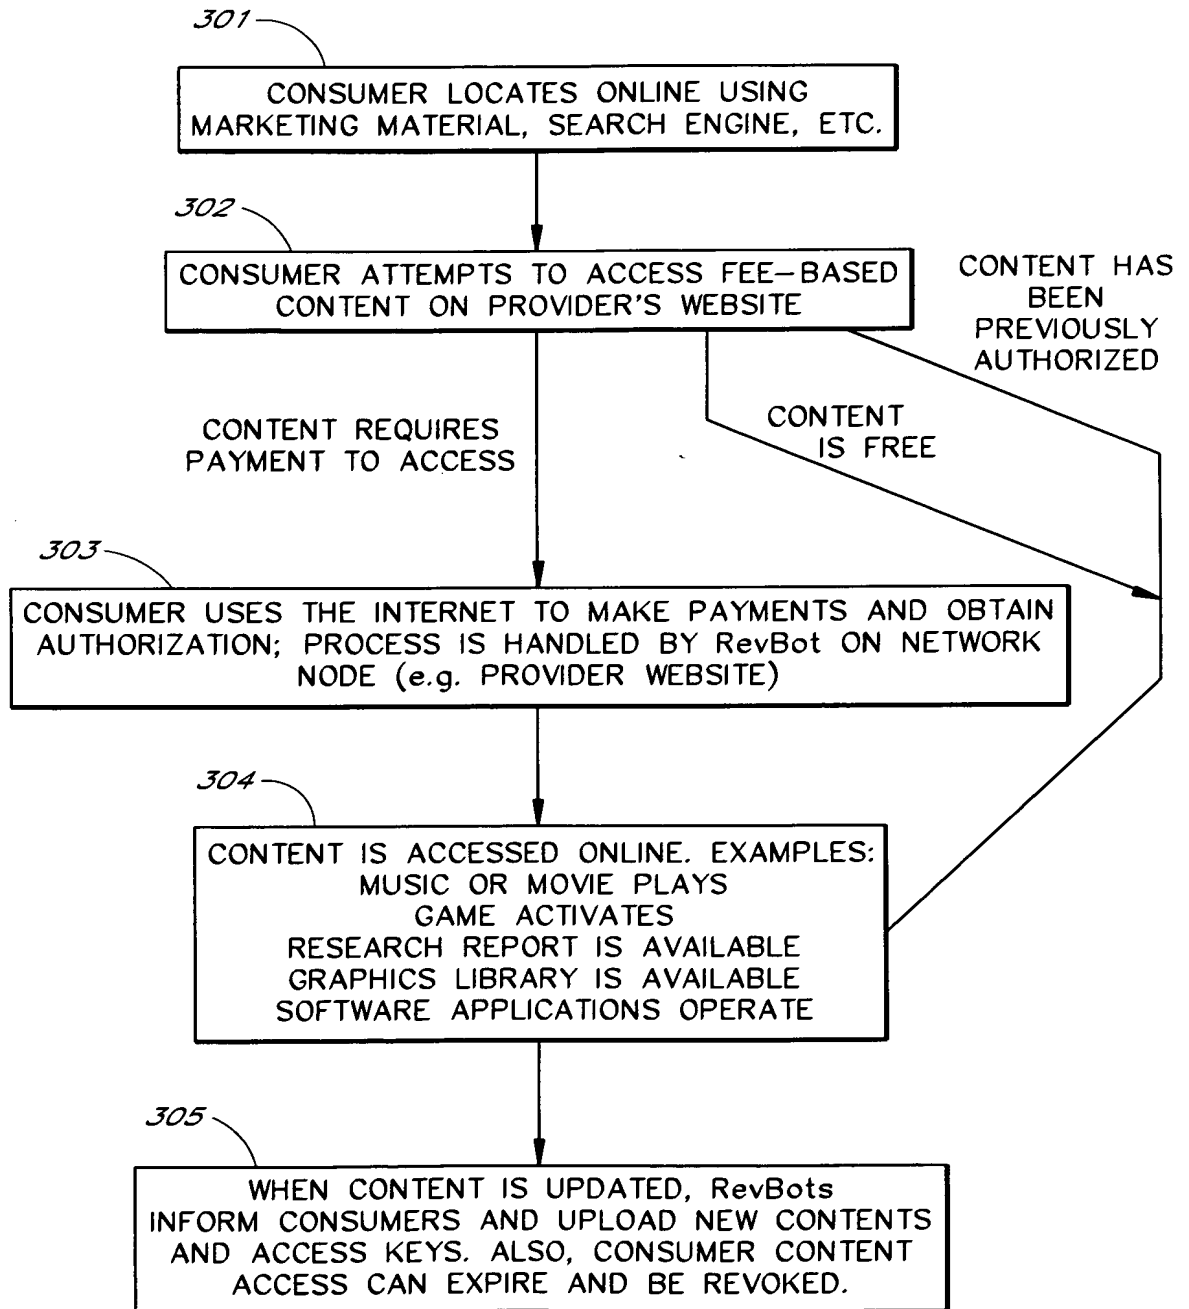 301
CONSUMER LOCATES ONLINE USING
MARKETING MATERIAL, SEARCH ENGINE, ETC.
302
CONSUMER ATTEMPTS TO ACCESS FEE-BASED
CONTENT ON PROVIDER'S WEBSITE
CONTENT HAS
BEEN
PREVIOUSLY
AUTHORIZED
CONTENT REQUIRES
PAYMENT TO ACCESS
CONTENT
IS FREE
303
CONSUMER USES THE INTERNET TO MAKE PAYMENTS AND OBTAIN
AUTHORIZATION; PROCESS IS HANDLED BY RevBot ON NETWORK
NODE (e.g. PROVIDER WEBSITE)
304
CONTENT IS ACCESSED ONLINE. EXAMPLES:
MUSIC OR MOVIE PLAYS
GAME ACTIVATES
RESEARCH REPORT IS AVAILABLE
GRAPHICS LIBRARY IS AVAILABLE
SOFTWARE APPLICATIONS OPERATE
305
WHEN CONTENT IS UPDATED, RevBots
INFORM CONSUMERS AND UPLOAD NEW CONTENTS
AND ACCESS KEYS. ALSO, CONSUMER CONTENT
ACCESS CAN EXPIRE AND BE REVOKED.